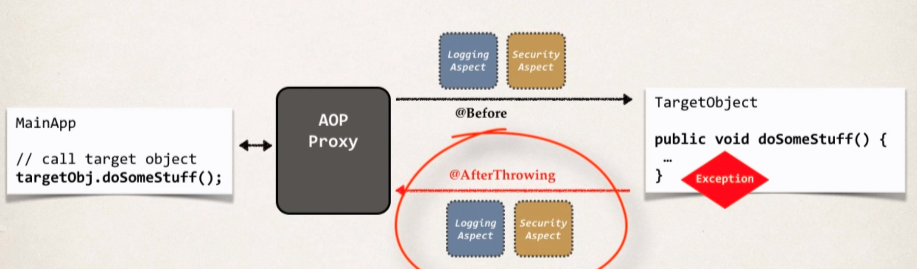 MainApp
// call target object
targetObj.doSomeStuff();
AOP
Proxy
Logging
Aspect
Security
Aspect
@Before
@AfterThrowing
Logging
Aspect
Security
Aspect
TargetObject
public void doSomeStuff() {
…
}
Exception